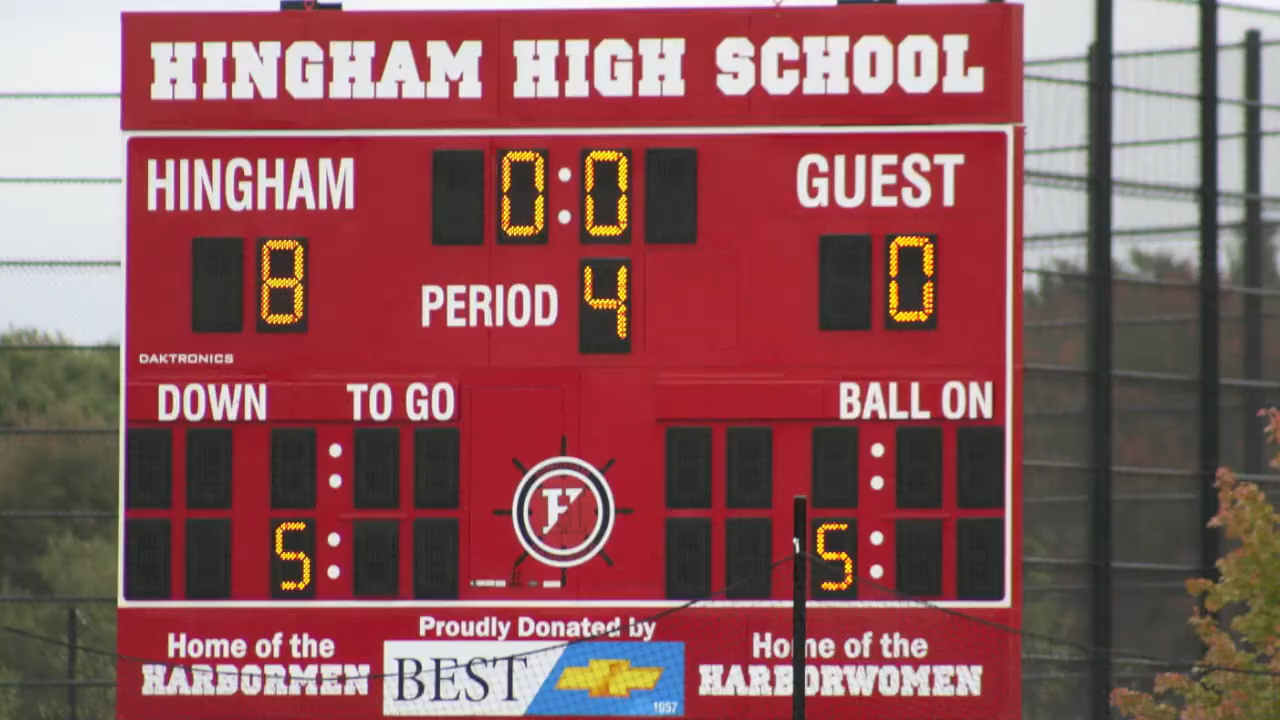 HINGHAM HIGH SCHOOL
HINGHAM 0:0 GUEST
8 PERIOD 4 0
DAKTRONICS
DOWN TO GO BALL ON
5 : 5 :
Proudly Donated by
Home of the BEST Home of the
HARBORMEN 1957 HARBORWOMEN